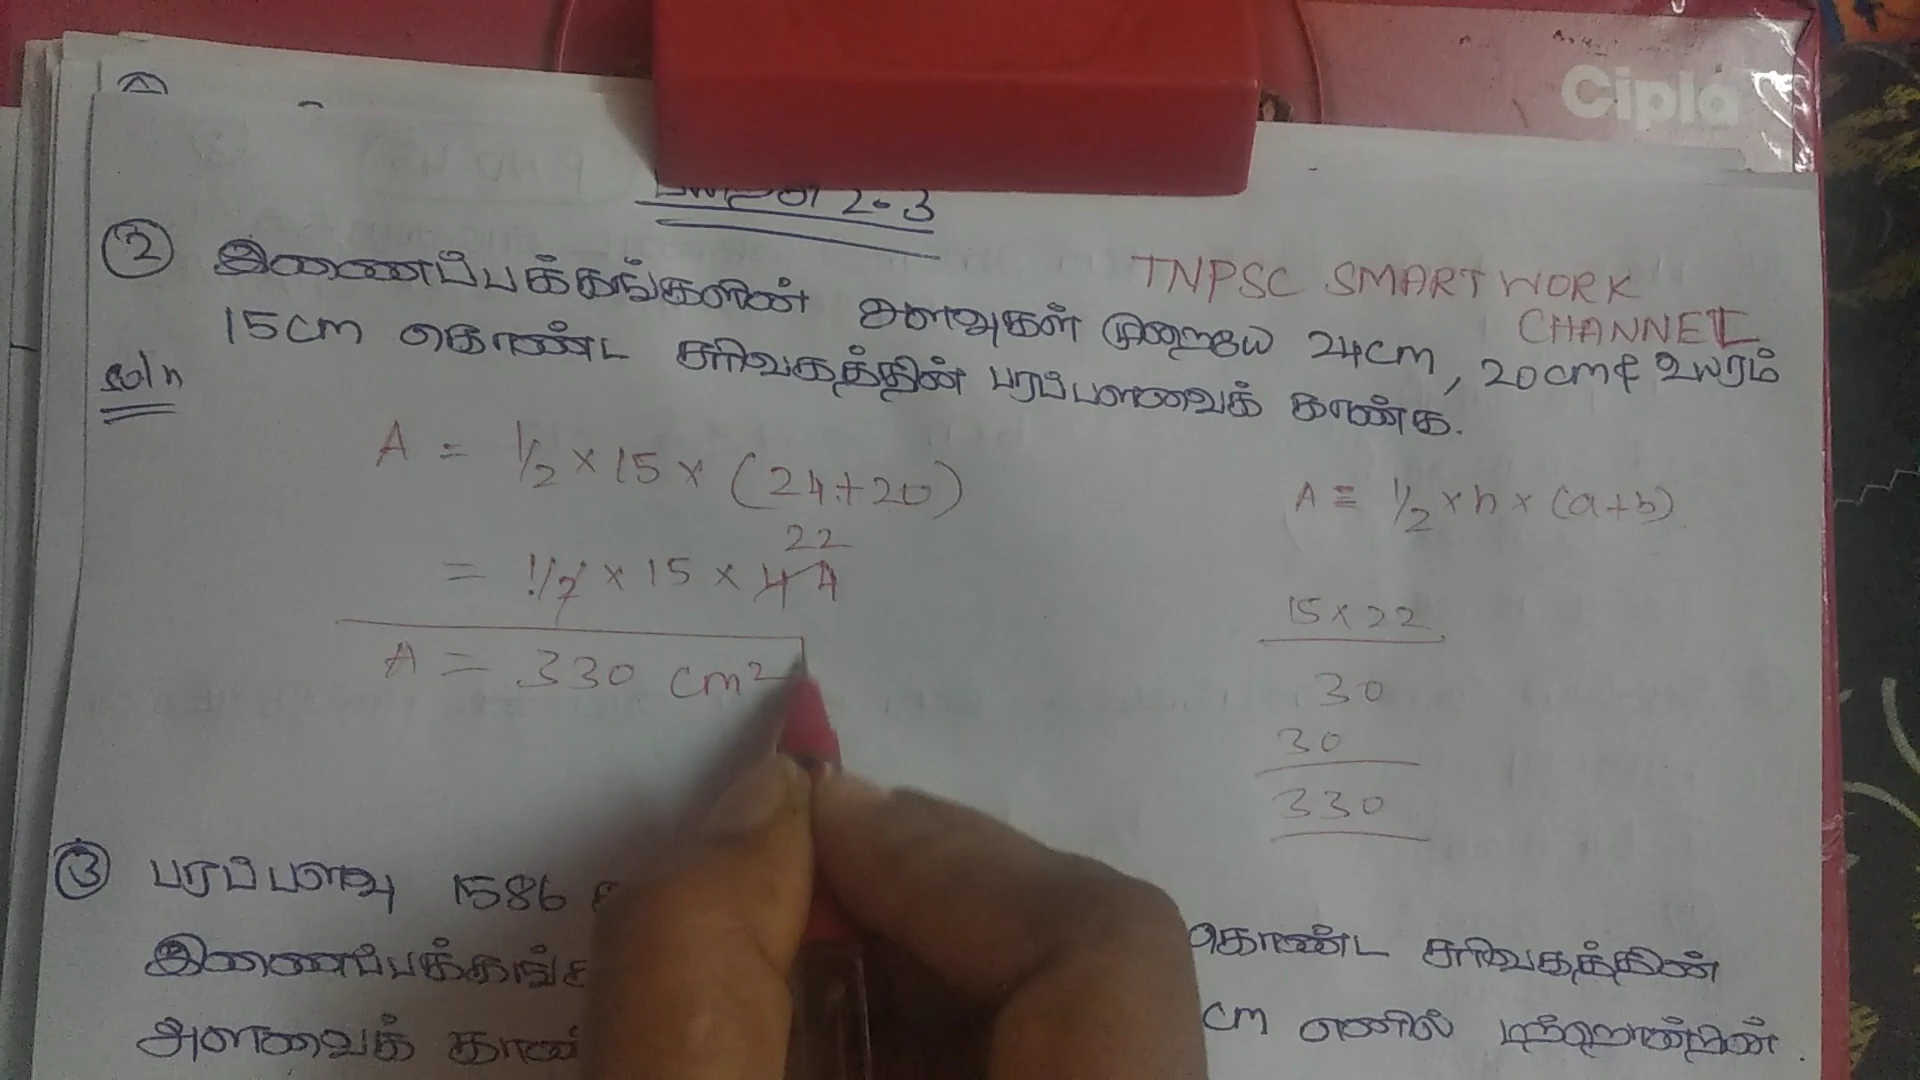 Cipla
2.3
② இணைப்பக்கங்களின் அளவுகள் முறையே 24cm, 20cm & உயரம்
TNPSC SMART WORK
CHANNEL
15cm கொண்ட சரிவகத்தின் பரப்பளவைக் காண்க.
soln
A = 1/2 × 15 × (24+20)
A = 1/2 × h × (a+b)
22
= 1/2 × 15 × 44
15 × 22
A = 330 cm²
30
30
330
③ பரப்பளவு 1586
இணைப்பக்கங் கொண்ட சரிவகத்தின்
அளவைக் காண் cm எனில் மற்றொன்றின்